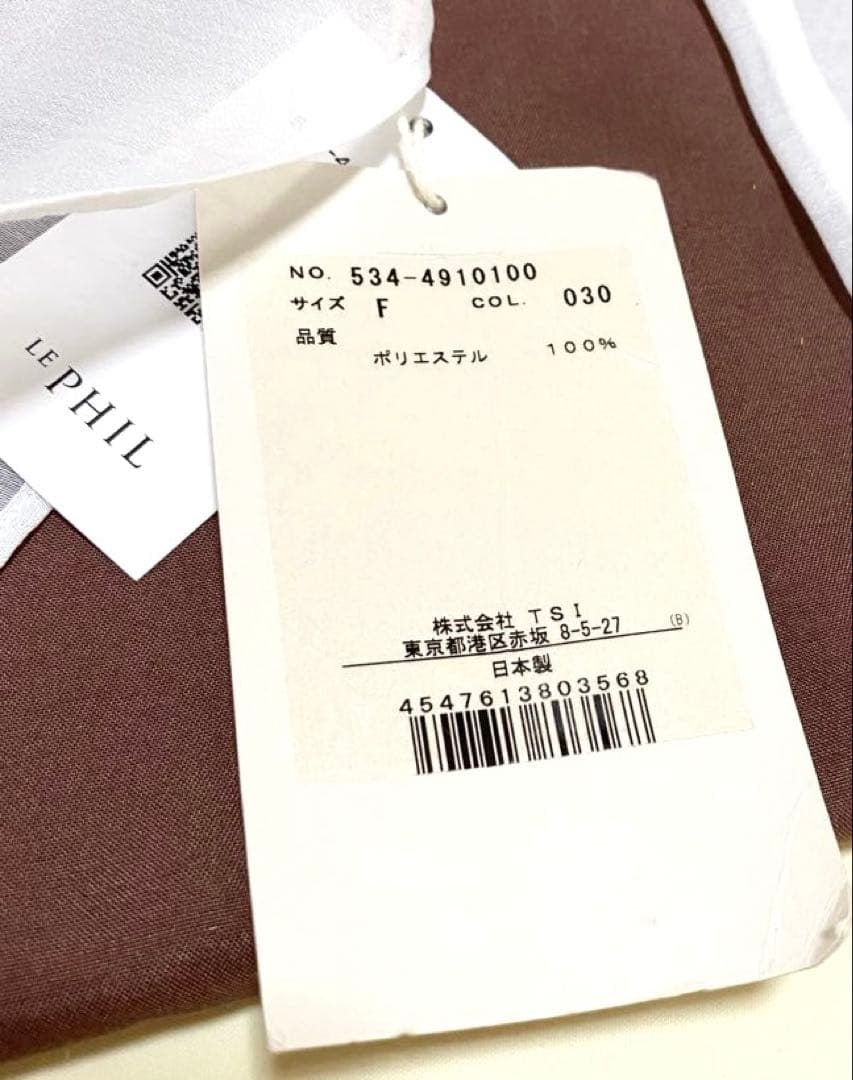 LE PHIL
NO. 534-4910100
サイズ F COL. 030
品質
ポリエステル 100%
株式会社 TSI
東京都港区赤坂 8-5-27 (B)
日本製
4547613803568